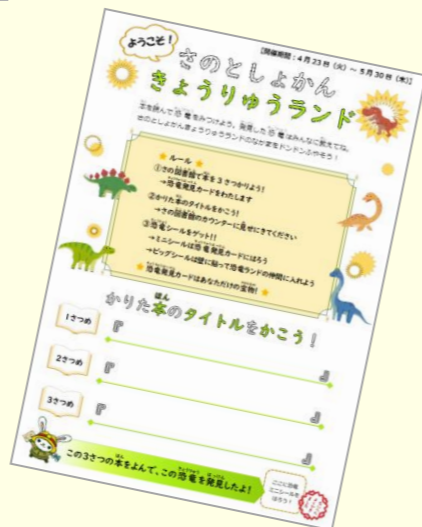 【開催期間：4月23日（火）～5月30日（木）】
ようこそ！
さのとしょかん
きょうりゅうランド
本を読んで恐竜をみつけよう。発見した恐竜はみんなに教えてね。
さのとしょかんきょうりゅうランドのなかまをドンドンふやそう！
ルール
①さの図書館で本を3さつかりよう！
→恐竜発見カードをわたします
②かりた本のタイトルをかこう！
→さの図書館のカウンターに見せにきてください
③恐竜シールをゲット！！
→ミニシールは恐竜発見カードにはろう
→ビッグシールは壁に貼って恐竜ランドの仲間に入れよう
恐竜発見カードはあなただけの宝物！
かりた本のタイトルをかこう！
1さつめ『 』
2さつめ『 』
3さつめ『 』
この3さつの本をよんで、この恐竜を発見したよ！
ここに恐竜
ミニシールを
はろう！